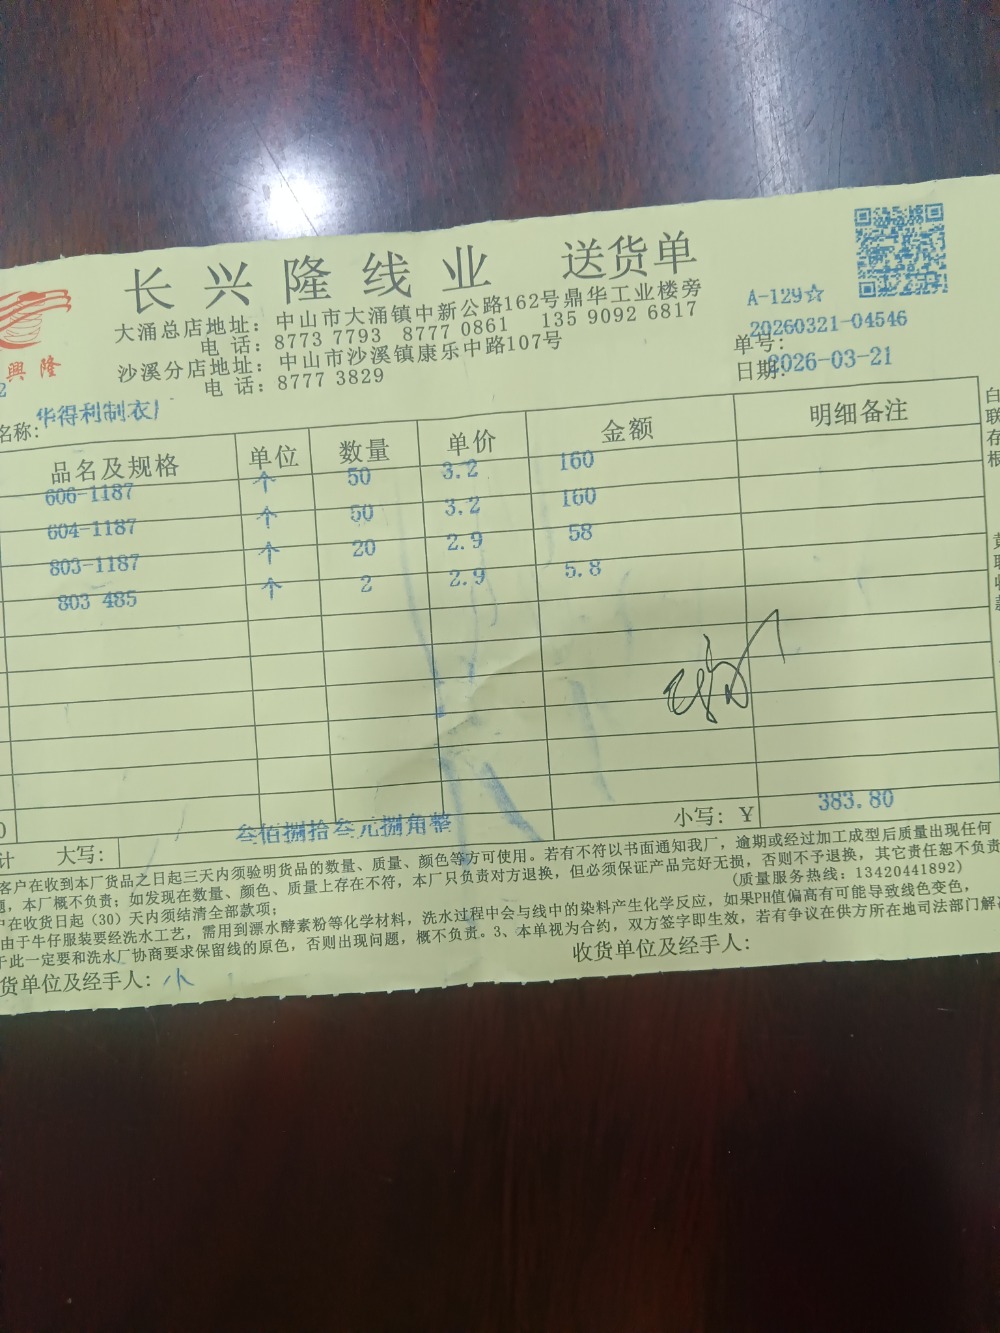 长兴隆线业 送货单
大涌总店地址：中山市大涌镇中新公路162号鼎华工业楼旁
电 话：8773 7793 8777 0861 135 9092 6817
沙溪分店地址：中山市沙溪镇康乐中路107号
电 话：8777 3829
興隆
A-129☆
单号：20260321-04546
日期：2026-03-21
2
名称：华得利制衣厂
品名及规格 单位 数量 单价 金额 明细备注
606-1187 个 50 3.2 160
604-1187 个 50 3.2 160
803-1187 个 20 2.9 58
803 485 个 2 2.9 5.8
计 大写：叁佰捌拾叁元捌角整 小写：￥ 383.80
客户在收到本厂货品之日起三天内须验明货品的数量、质量、颜色等方可使用。若有不符以书面通知我厂，逾期或经过加工成型后质量出现任何
题，本厂概不负责；如发现在数量、颜色、质量上存在不符，本厂只负责对方退换，但必须保证产品完好无损，否则不予退换，其它责任恕不负责
户在收货日起（30）天内须结清全部款项； （质量服务热线：13420441892）
由于牛仔服装要经洗水工艺，需用到漂水酵素粉等化学材料，洗水过程中会与线中的染料产生化学反应，如果PH值偏高有可能导致线色变色，
于此一定要和洗水厂协商要求保留线的原色，否则出现问题，概不负责。3、本单视为合约，双方签字即生效，若有争议在供方所在地司法部门解决
货单位及经手人：小 收货单位及经手人：
白联存根
黄联收款